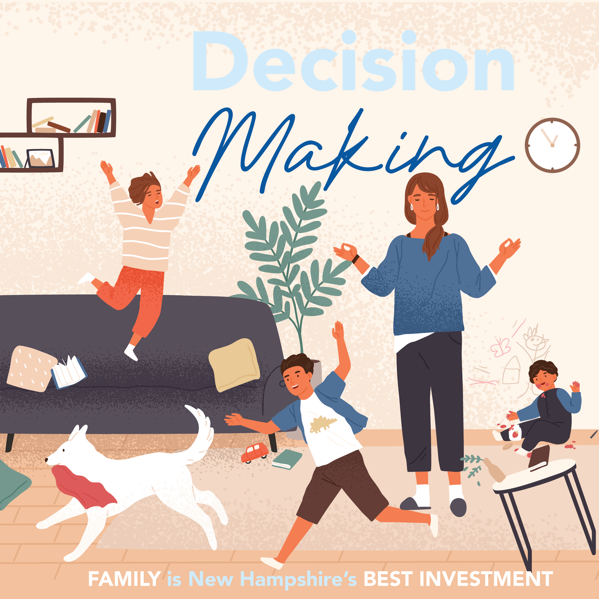 Decision
Making
FAMILY is New Hampshire's BEST INVESTMENT